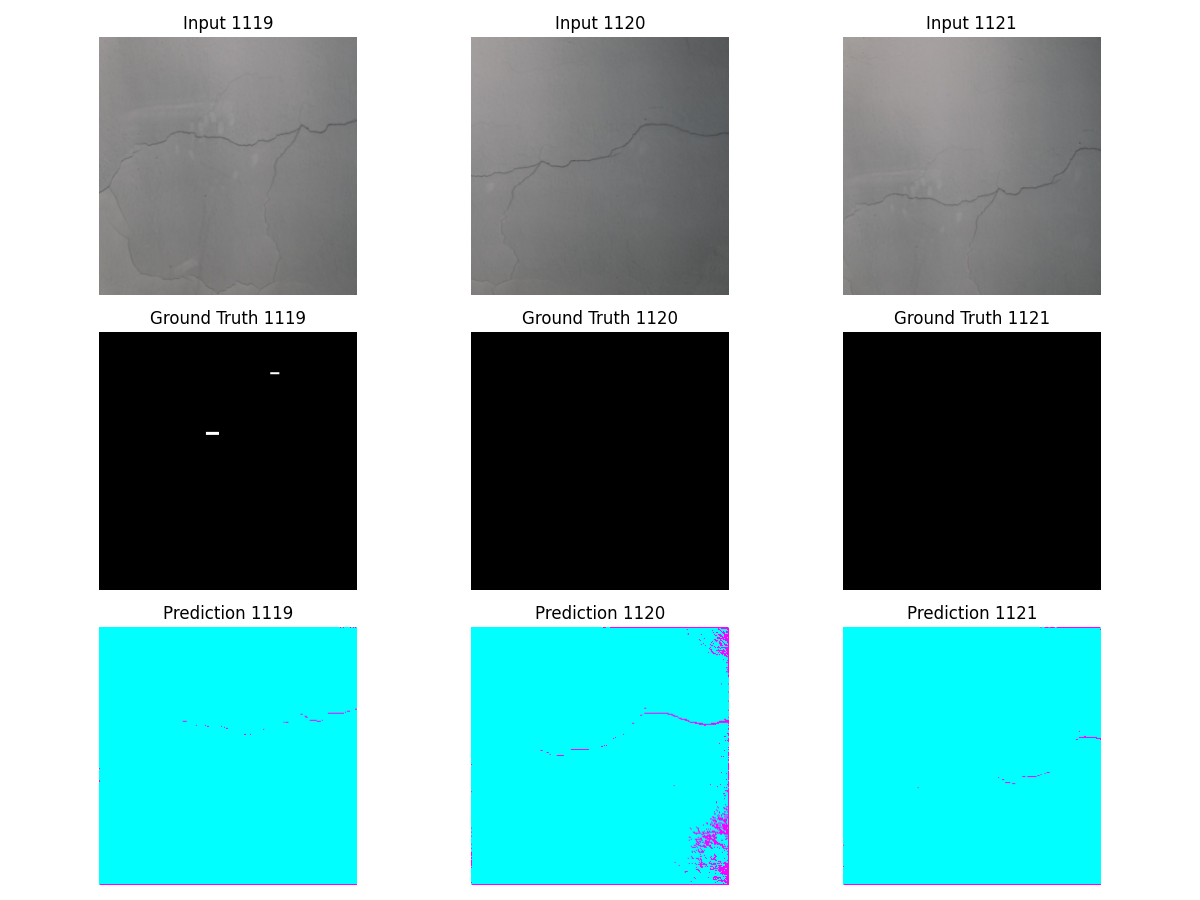 Input 1119
Input 1120
Input 1121
Ground Truth 1119
Ground Truth 1120
Ground Truth 1121
Prediction 1119
Prediction 1120
Prediction 1121